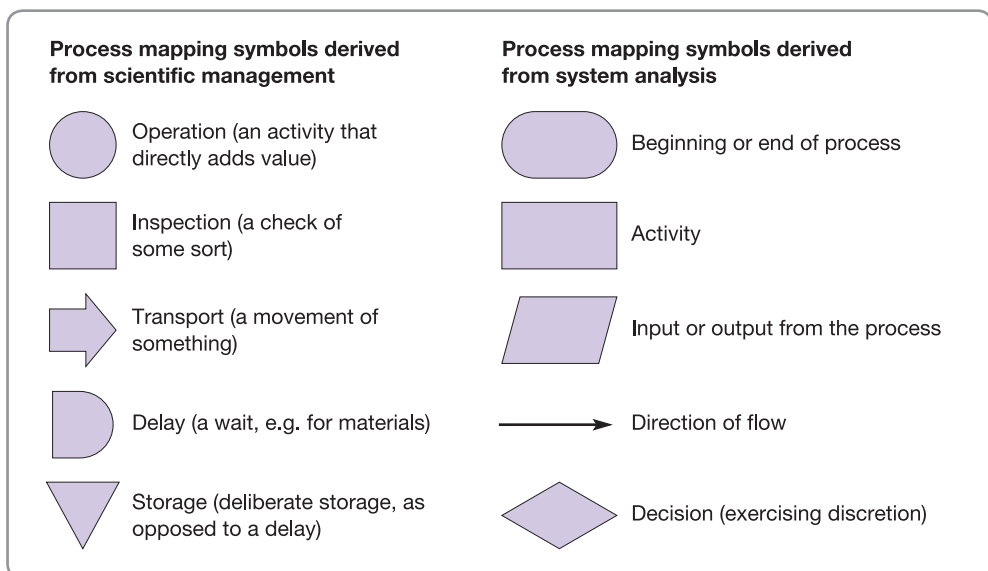 Process mapping symbols derived
from scientific management
Operation (an activity that
directly adds value)
Inspection (a check of
some sort)
Transport (a movement of
something)
Delay (a wait, e.g. for materials)
Storage (deliberate storage, as
opposed to a delay)
Process mapping symbols derived
from system analysis
Beginning or end of process
Activity
Input or output from the process
Direction of flow
Decision (exercising discretion)